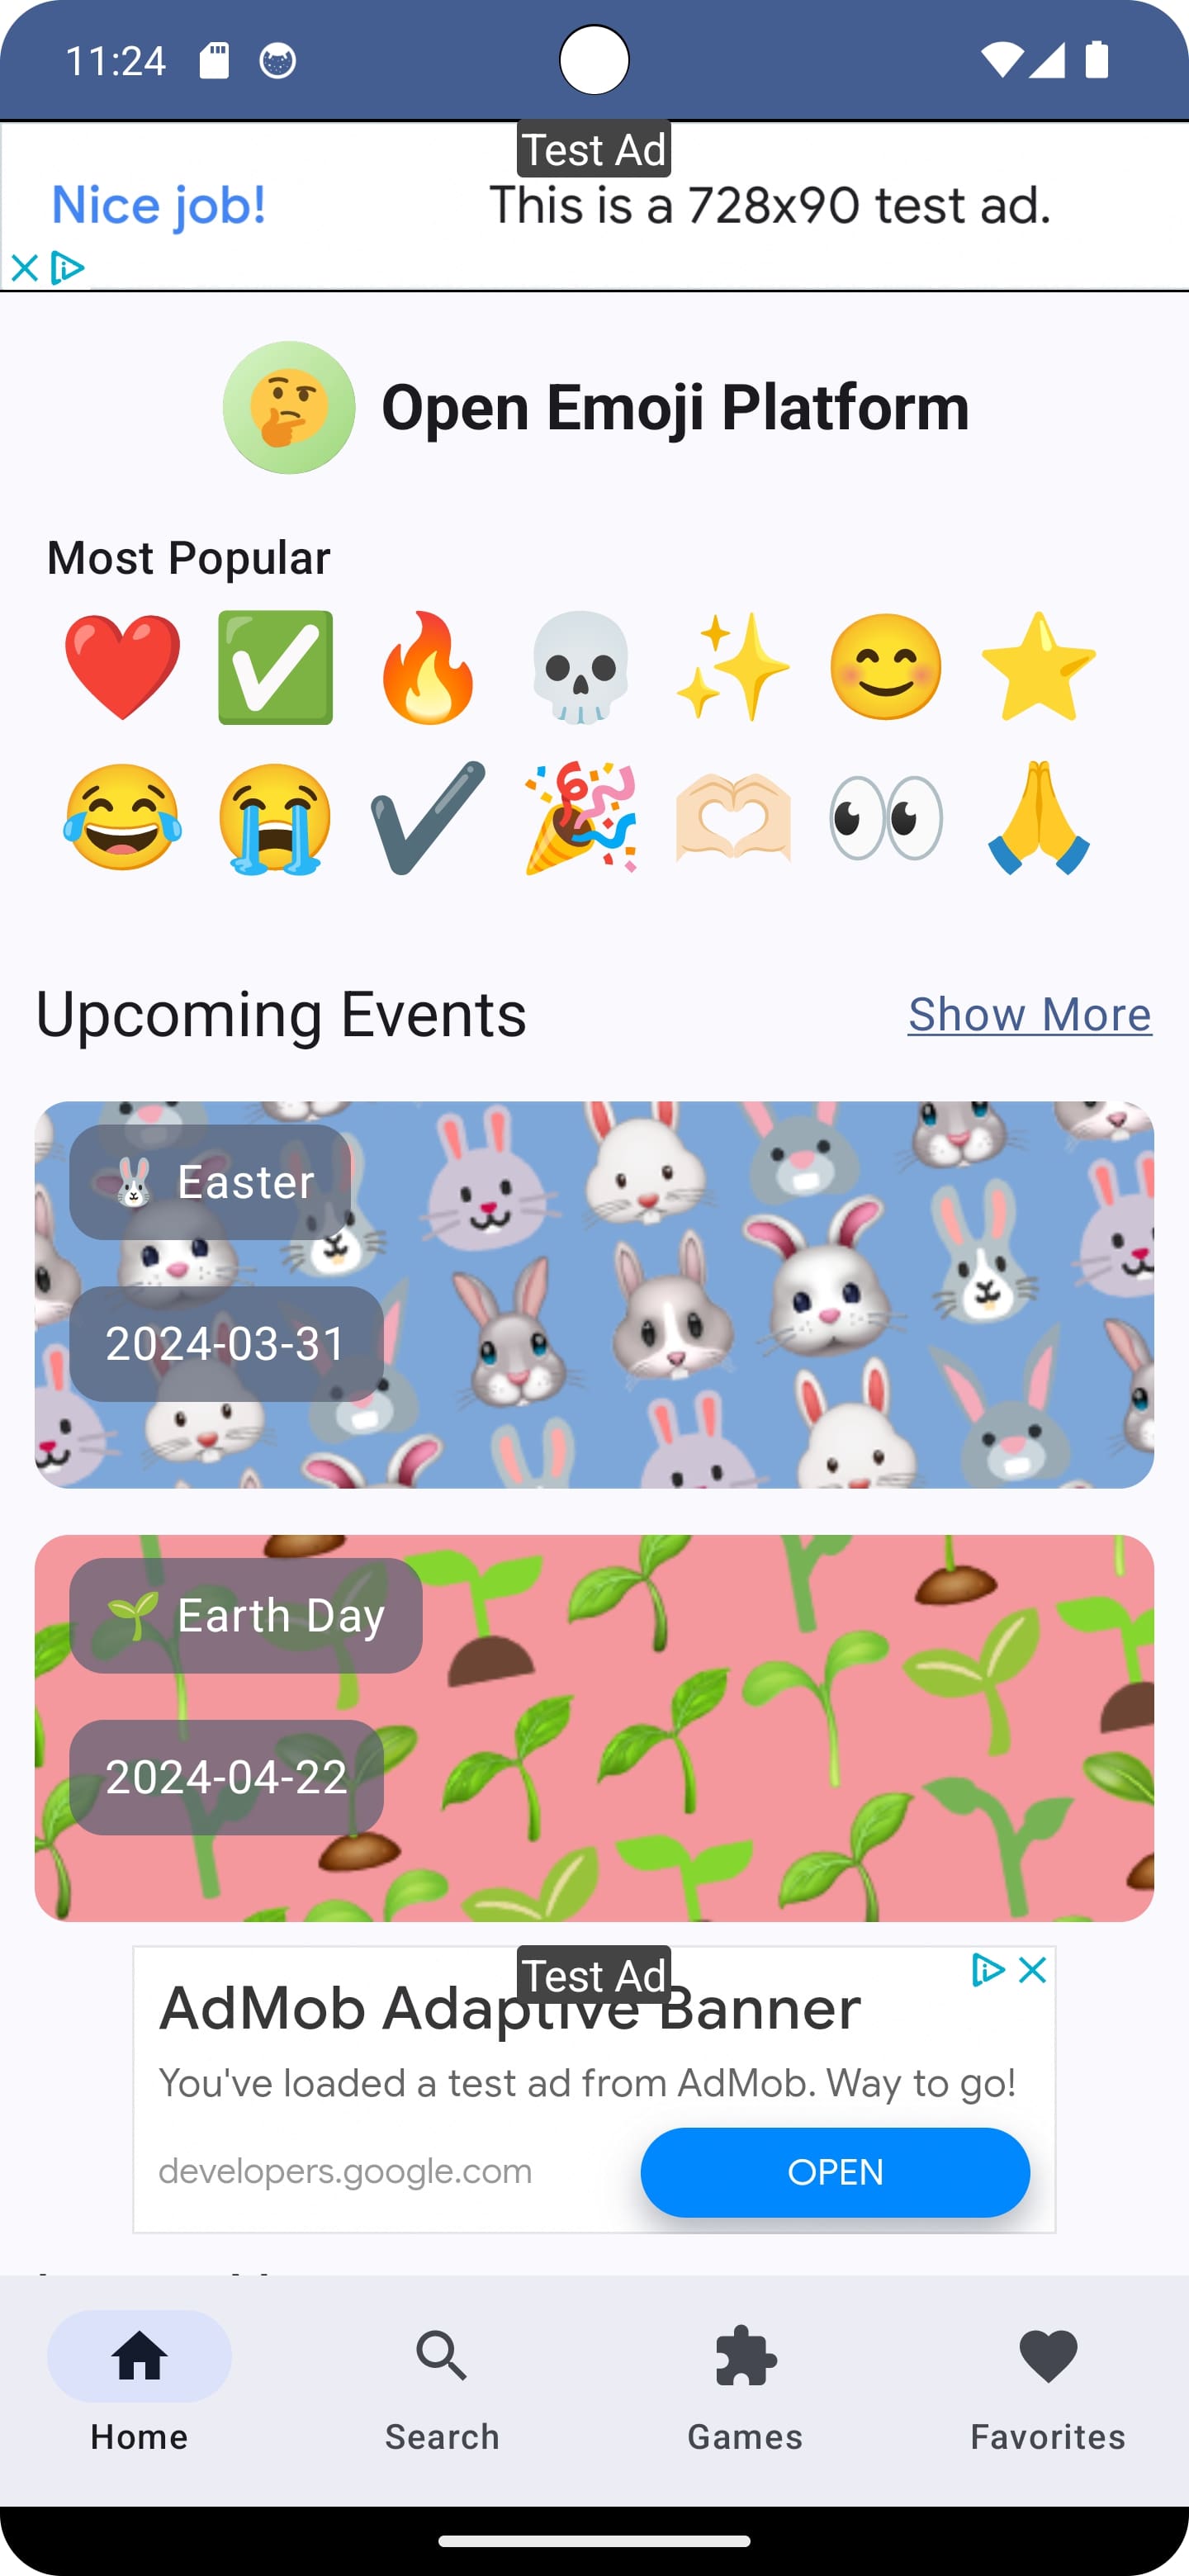 11:24
Test Ad
Nice job!
This is a 728x90 test ad.
Open Emoji Platform
Most Popular
Upcoming Events
Show More
Easter
2024-03-31
Earth Day
2024-04-22
Test Ad
AdMob Adaptive Banner
You've loaded a test ad from AdMob. Way to go!
developers.google.com
OPEN
Home
Search
Games
Favorites